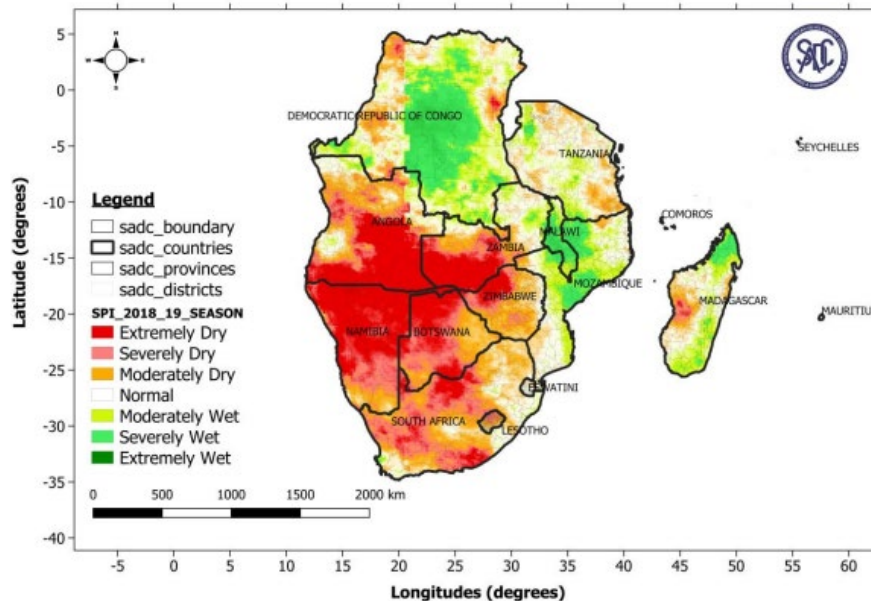 N
W
E
S
SADC
DEMOCRATIC REPUBLIC OF CONGO
TANZANIA
SEYCHELLES
COMOROS
ANGOLA
MALAWI
ZAMBIA
MOZAMBIQUE
ZIMBABWE
MADAGASCAR
MAURITIU
NAMIBIA
BOTSWANA
ESWATINI
SOUTH AFRICA
LESOTHO
Legend
sadc_boundary
sadc_countries
sadc_provinces
sadc_districts
SPI_2018_19_SEASON
Extremely Dry
Severely Dry
Moderately Dry
Normal
Moderately Wet
Severely Wet
Extremely Wet
0 500 1000 1500 2000 km
Latitude (degrees)
5
0
-5
-10
-15
-20
-25
-30
-35
-40
-5 0 5 10 15 20 25 30 35 40 45 50 55 60
Longitudes (degrees)